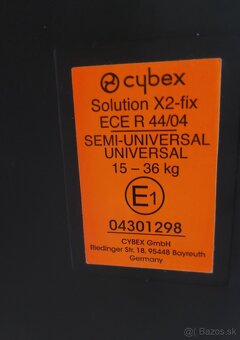 cybex
Solution X2-fix
ECE R 44/04
SEMI-UNIVERSAL
UNIVERSAL
15 – 36 kg
E1
04301298
CYBEX GmbH
Riedinger Str. 18, 95448 Bayreuth
Germany
sk.bazos.sk